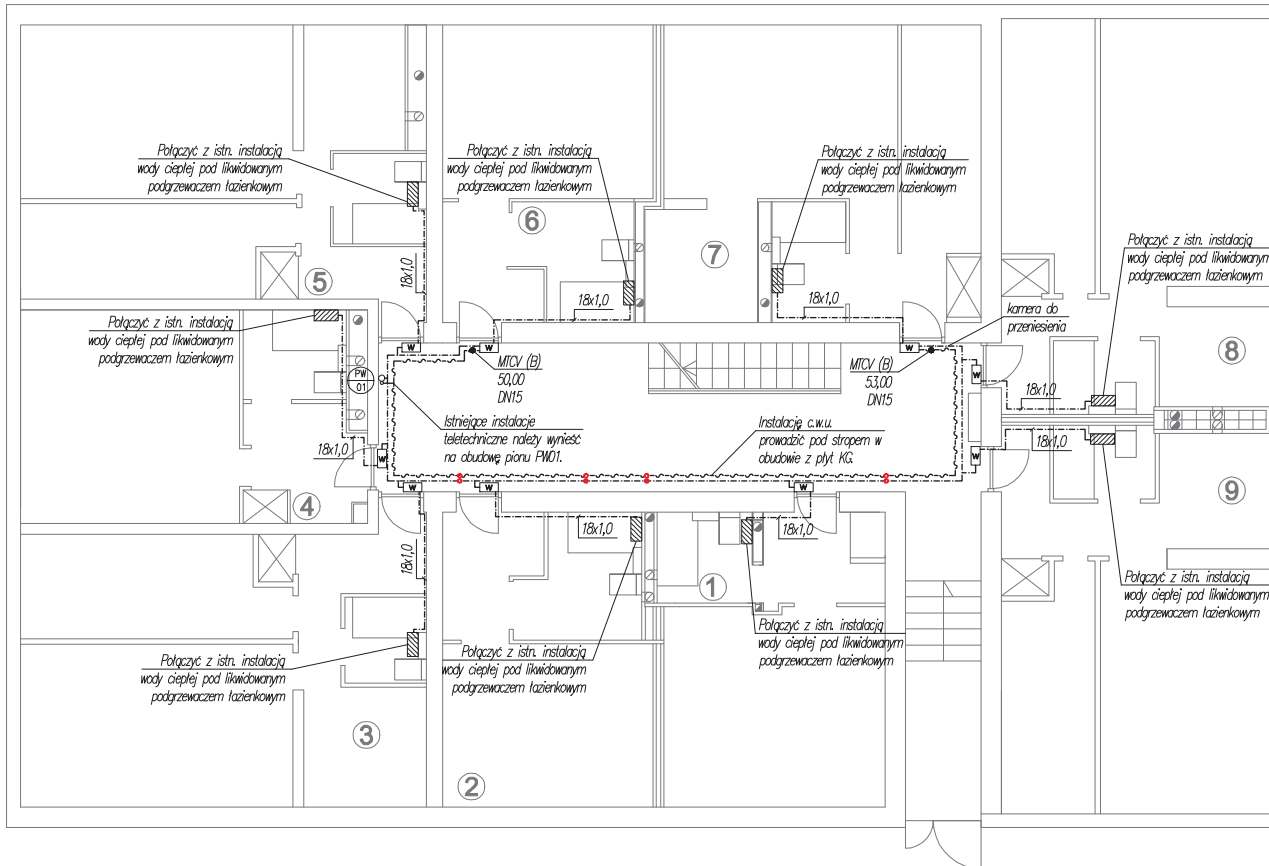 Połączyć z istn. instalacją
wody ciepłej pod likwidowanym
podgrzewaczem łazienkowym
Połączyć z istn. instalacją
wody ciepłej pod likwidowanym
podgrzewaczem łazienkowym
Połączyć z istn. instalacją
wody ciepłej pod likwidowanym
podgrzewaczem łazienkowym
6
7
Połączyć z istn. instalacją
wody ciepłej pod likwidowanym
podgrzewaczem łazienkowym
5
18x1,0
18x1,0
18x1,0
kamera do
przeniesienia
Połączyć z istn. instalacją
wody ciepłej pod likwidowanym
podgrzewaczem łazienkowym
8
W
W
W
MTCV (B)
50,00
DN15
MTCV (B)
53,00
DN15
PW
01
W
18x1,0
Istniejące instalacje
teletechniczne należy wynieść
na obudowę pionu PW01.
Instalację c.w.u.
prowadzić pod stropem w
obudowie z płyt KG.
18x1,0
18x1,0
W
W
4
W
W
W
9
18x1,0
18x1,0
18x1,0
1
Połączyć z istn. instalacją
wody ciepłej pod likwidowanym
podgrzewaczem łazienkowym
Połączyć z istn. instalacją
wody ciepłej pod likwidowanym
podgrzewaczem łazienkowym
Połączyć z istn. instalacją
wody ciepłej pod likwidowanym
podgrzewaczem łazienkowym
Połączyć z istn. instalacją
wody ciepłej pod likwidowanym
podgrzewaczem łazienkowym
3
2